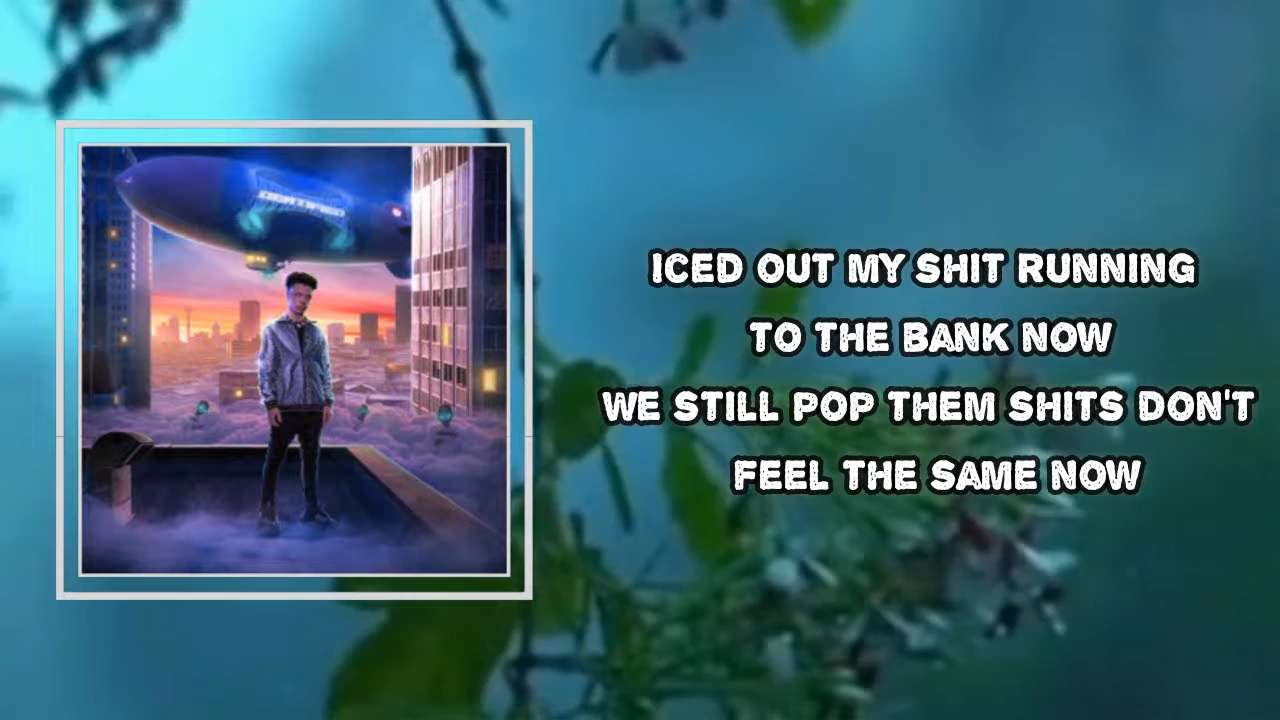 ICED OUT MY SHIT RUNNING
TO THE BANK NOW
WE STILL POP THEM SHITS DON'T
FEEL THE SAME NOW